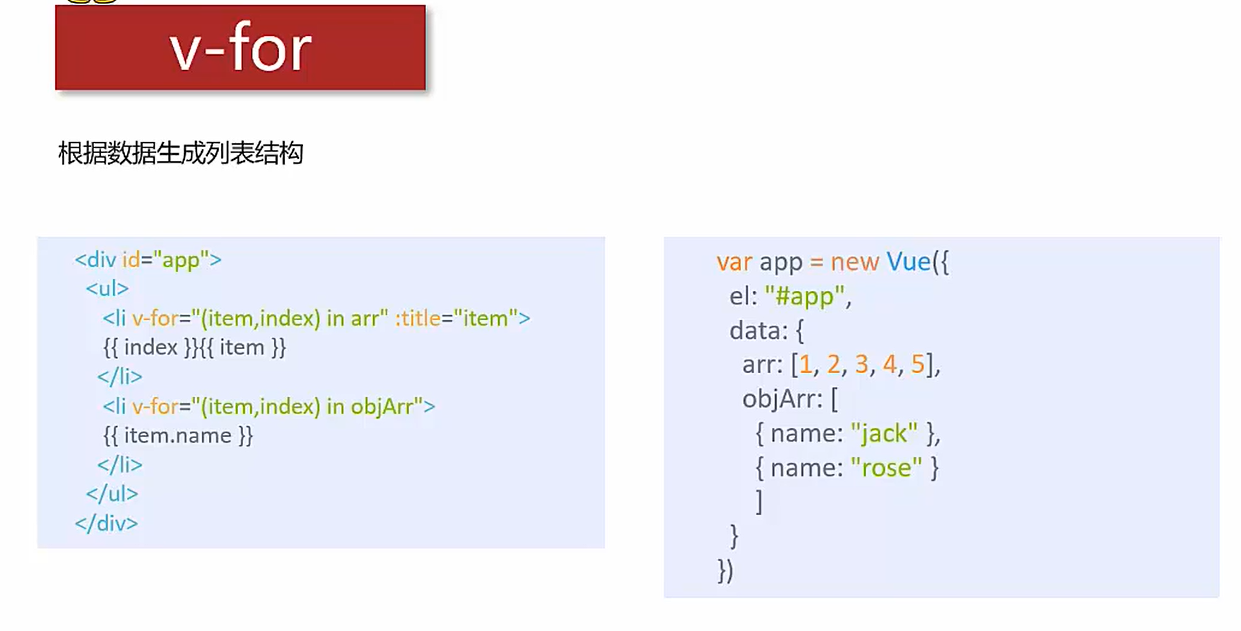 v-for
根据数据生成列表结构
<div id="app">
<ul>
<li v-for="(item,index) in arr" :title="item">
{{ index }}{{ item }}
</li>
<li v-for="(item,index) in objArr">
{{ item.name }}
</li>
</ul>
</div>
var app = new Vue({
el: "#app",
data: {
arr: [1, 2, 3, 4, 5],
objArr: [
{ name: "jack" },
{ name: "rose" }
]
}
})